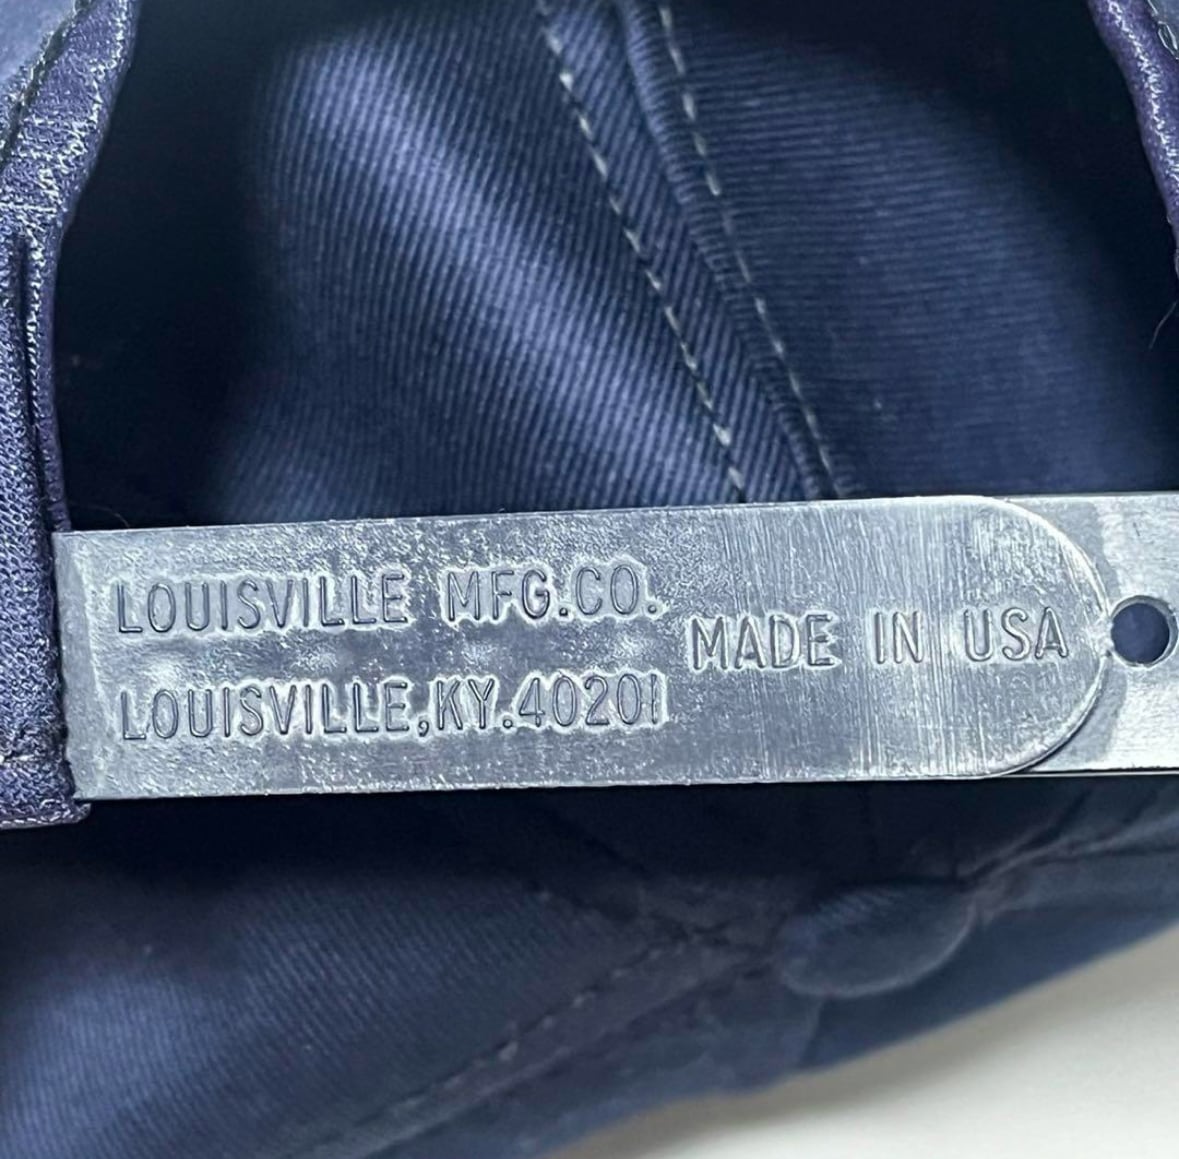 LOUISVILLE MFG.CO.
LOUISVILLE,KY.40201
MADE IN USA